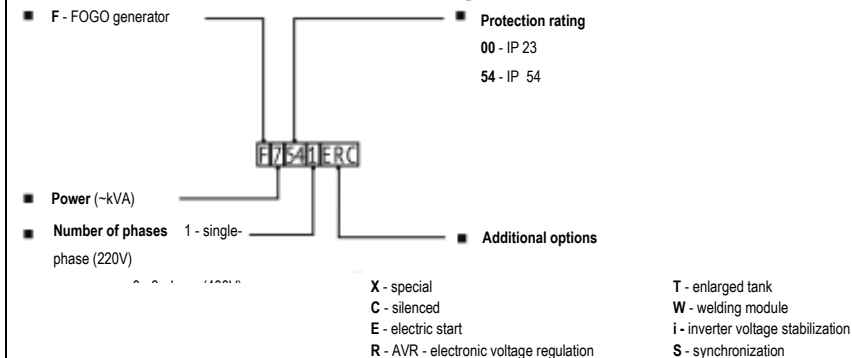 F - FOGO generator
Protection rating
00 - IP 23
54 - IP 54
F 7 54 1 E R C
Power (~kVA)
Number of phases 1 - single-
phase (220V)
X - special
C - silenced
E - electric start
R - AVR - electronic voltage regulation
Additional options
T - enlarged tank
W - welding module
i - inverter voltage stabilization
S - synchronization